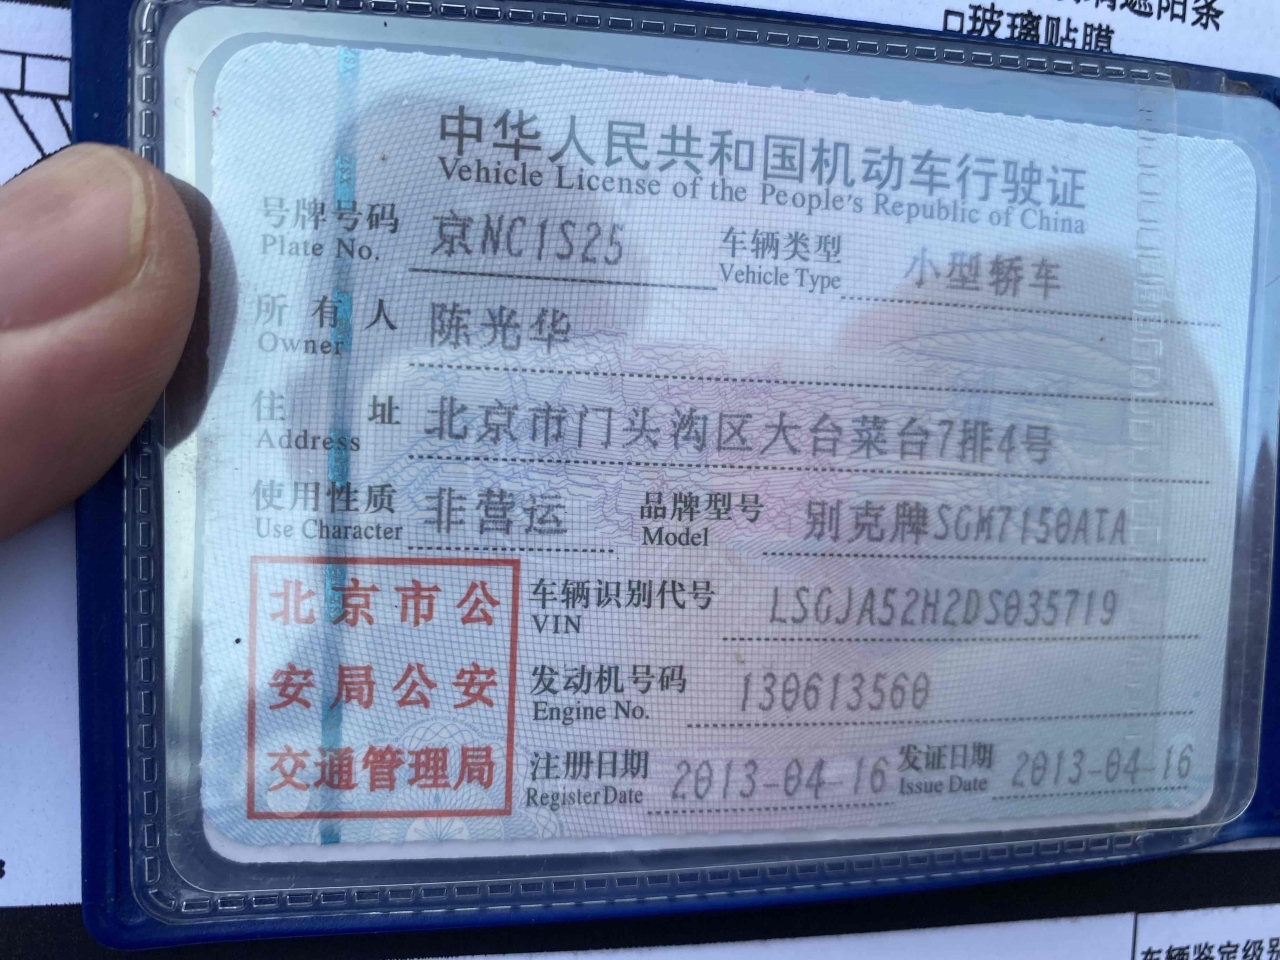 □玻璃贴膜
中华人民共和国机动车行驶证
Vehicle License of the People's Republic of China
号牌号码 京NC1S25 车辆类型 小型轿车
Plate No. Vehicle Type
所有人 陈光华
Owner
住址 北京市门头沟区大台菜台7排4号
Address
使用性质 非营运 品牌型号 别克牌SGM7150ATA
Use Character Model
北京市公
安局公安
交通管理局
车辆识别代号 LSGJA52H2DS035719
VIN
发动机号码 130613560
Engine No.
注册日期 2013-04-16 发证日期 2013-04-16
Register Date Issue Date
车辆鉴定级别